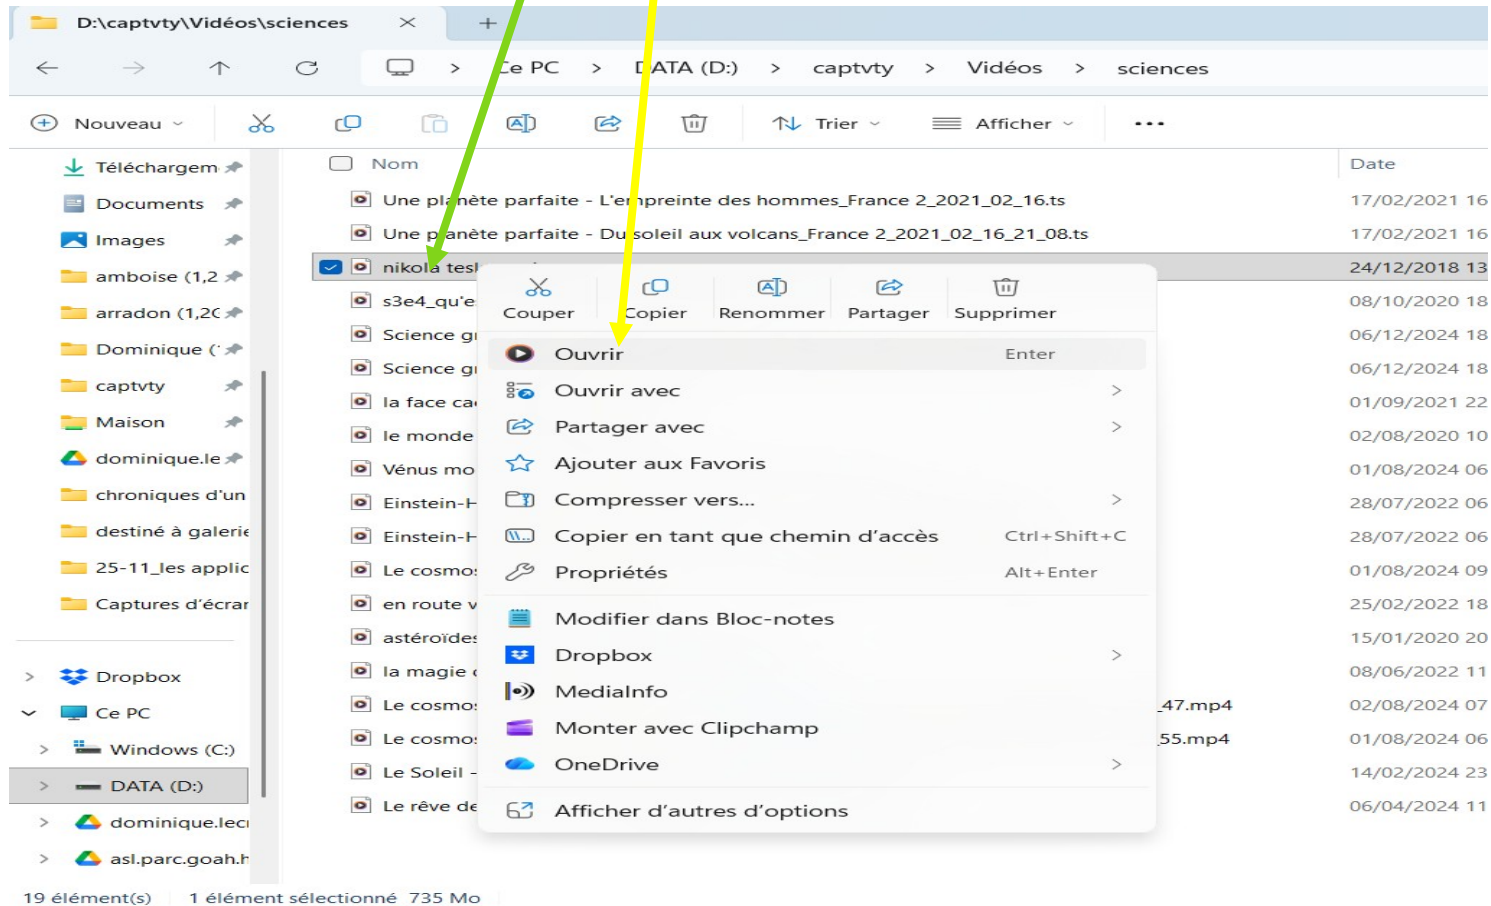 D:\captvty\Vidéos\sciences
Ce PC > DATA (D:) > captvty > Vidéos > sciences
Nouveau
Trier
Afficher
Nom
Date
Téléchargem
Documents
Images
amboise (1,2
arradon (1,2
Dominique (
captvty
Maison
dominique.le
chroniques d'un
destiné à galerie
25-11_les applic
Captures d'écran
Dropbox
Ce PC
Windows (C:)
DATA (D:)
dominique.lec
asl.parc.goah.h
Une planète parfaite - L'empreinte des hommes_France 2_2021_02_16.ts 17/02/2021 16
Une planète parfaite - Du soleil aux volcans_France 2_2021_02_16_21_08.ts 17/02/2021 16
nikola tesl 24/12/2018 13
s3e4_qu'e 08/10/2020 18
Science g 06/12/2024 18
Science g 06/12/2024 18
la face ca 01/09/2021 22
le monde 02/08/2020 10
Vénus mo 01/08/2024 06
Einstein-H 28/07/2022 06
Einstein-H 28/07/2022 06
Le cosmo 01/08/2024 09
en route v 25/02/2022 18
astéroïdes 15/01/2020 20
la magie 08/06/2022 11
Le cosmo _47.mp4 02/08/2024 07
Le cosmo _55.mp4 01/08/2024 06
Le Soleil - 14/02/2024 23
Le rêve de 06/04/2024 11
Couper Copier Renommer Partager Supprimer
Ouvrir Enter
Ouvrir avec
Partager avec
Ajouter aux Favoris
Compresser vers...
Copier en tant que chemin d'accès Ctrl+Shift+C
Propriétés Alt+Enter
Modifier dans Bloc-notes
Dropbox
MediaInfo
Monter avec Clipchamp
OneDrive
Afficher d'autres d'options
19 élément(s) 1 élément sélectionné 735 Mo